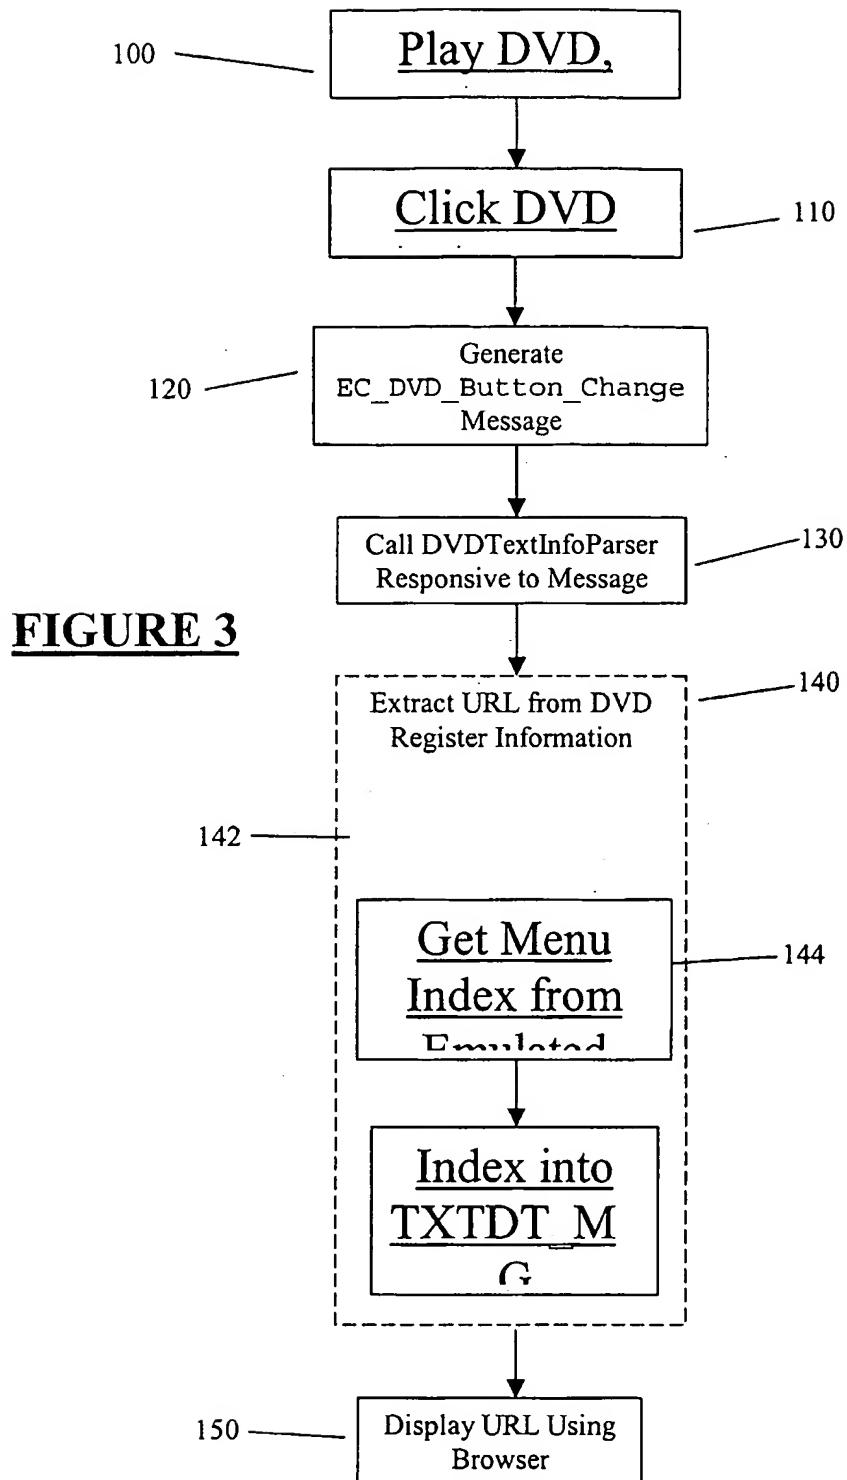 100
Play DVD,
Click DVD
110
120
Generate
EC_DVD_Button_Change
Message
Call DVDTextInfoParser
Responsive to Message
130
FIGURE 3
140
Extract URL from DVD
Register Information
142
Get Menu
Index from
Emulated
144
Index into
TXTDT_M
G
150
Display URL Using
Browser